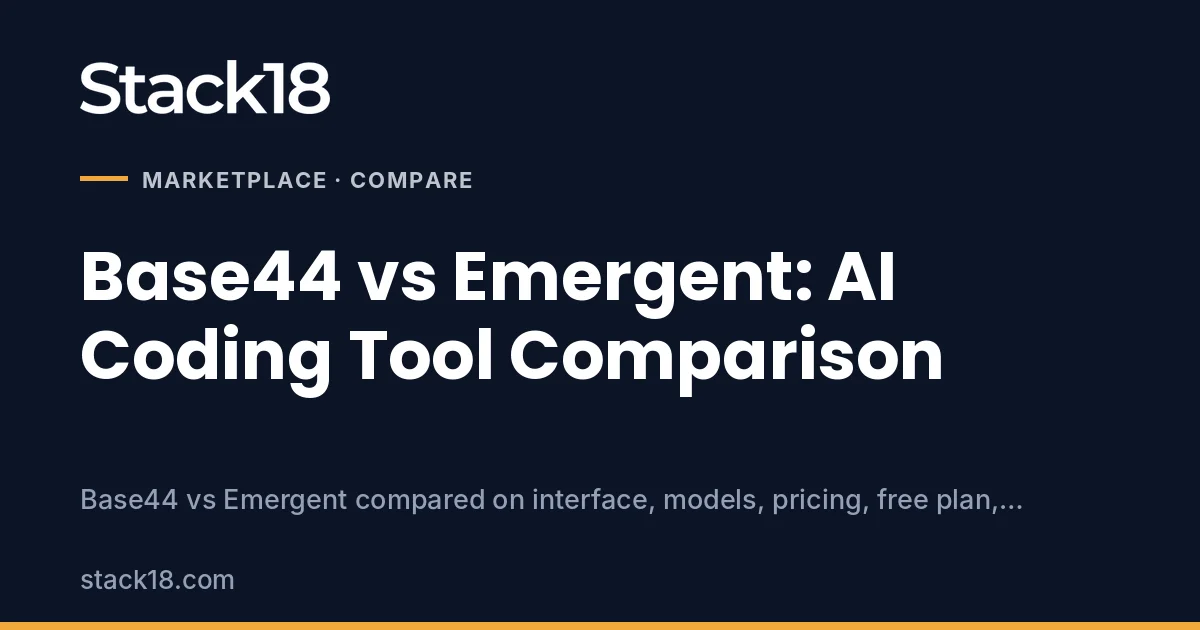 Stack18
MARKETPLACE · COMPARE
Base44 vs Emergent: AI
Coding Tool Comparison
Base44 vs Emergent compared on interface, models, pricing, free plan,...
stack18.com